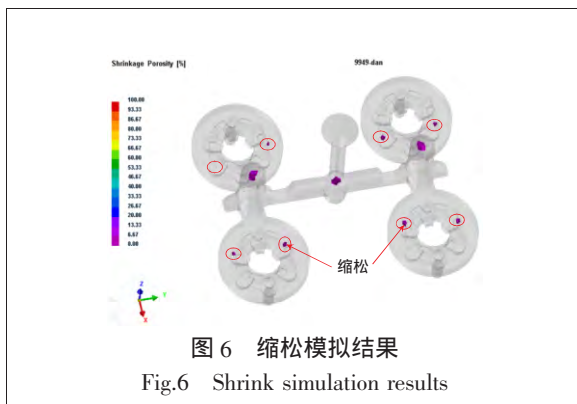 Shrinkage Porosity [%]
9949-dan
100.00
93.33
86.67
80.00
73.33
66.67
60.00
53.33
46.67
40.00
33.33
26.67
20.00
13.33
6.67
0.00
缩松
Z
Y
X
图 6 缩松模拟结果
Fig.6 Shrink simulation results